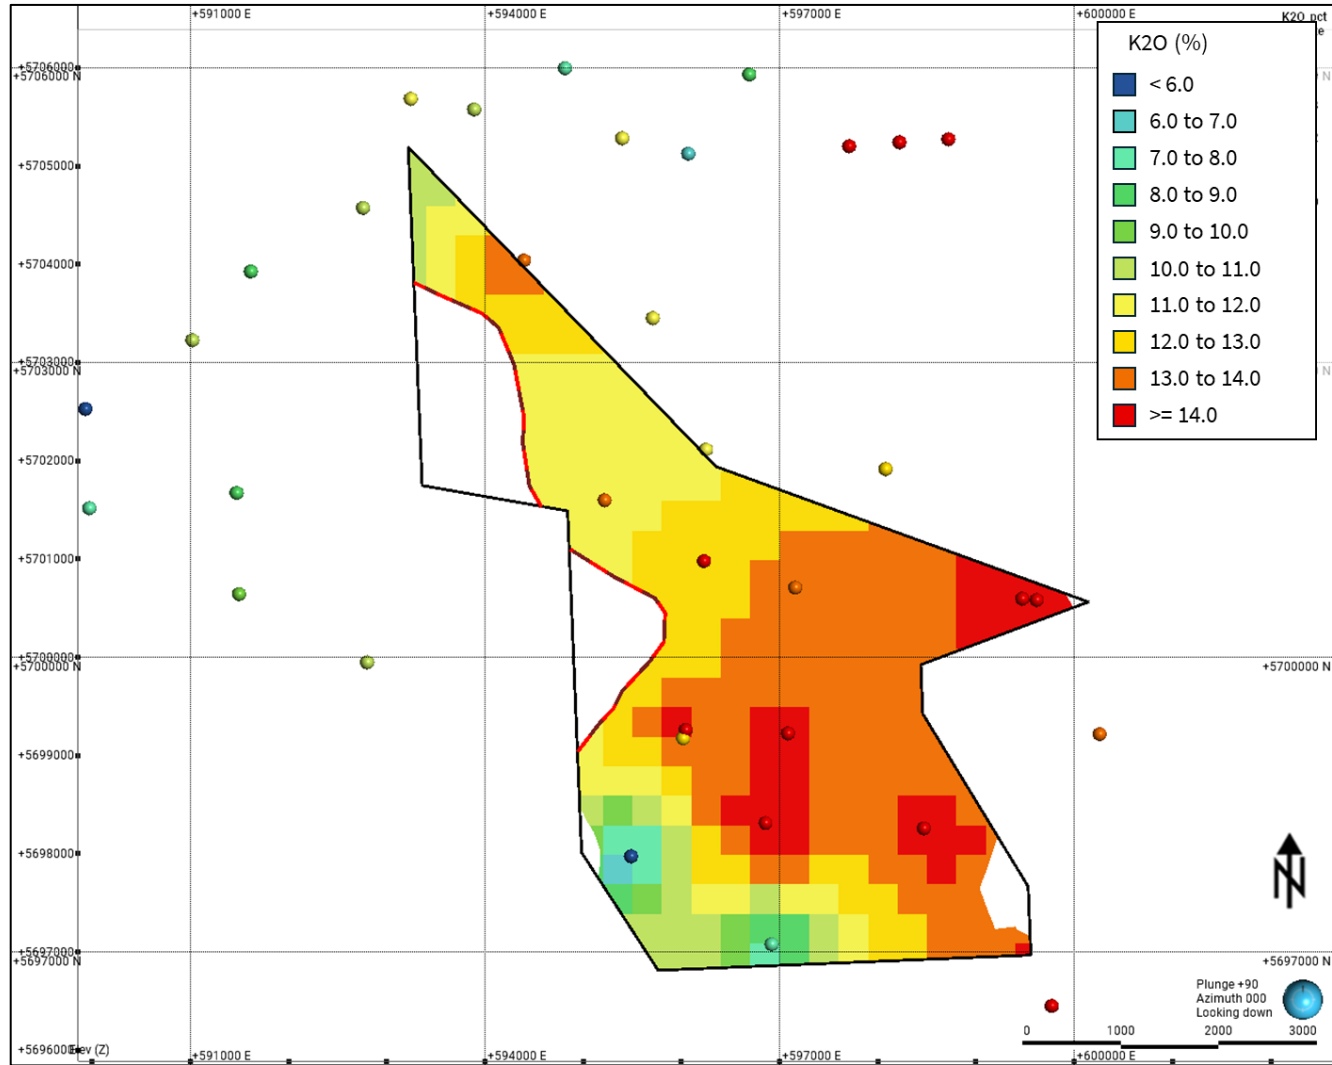 +591000 E
+594000 E
+597000 E
+600000 E
K2O pct
K2O (%)
< 6.0
6.0 to 7.0
7.0 to 8.0
8.0 to 9.0
9.0 to 10.0
10.0 to 11.0
11.0 to 12.0
12.0 to 13.0
13.0 to 14.0
>= 14.0
+5706000
+5706000 N
+5705000
+5704000
+5703000
+5703000 N
+5702000
+5701000
+5700000
+5700000 N
+5700000 N
+5699000
+5698000
+5697000
+5697000 N
+5697000 N
+5696000
(Z)
N
Plunge +90
Azimuth 000
Looking down
0 1000 2000 3000
+591000 E
+594000 E
+597000 E
+600000 E